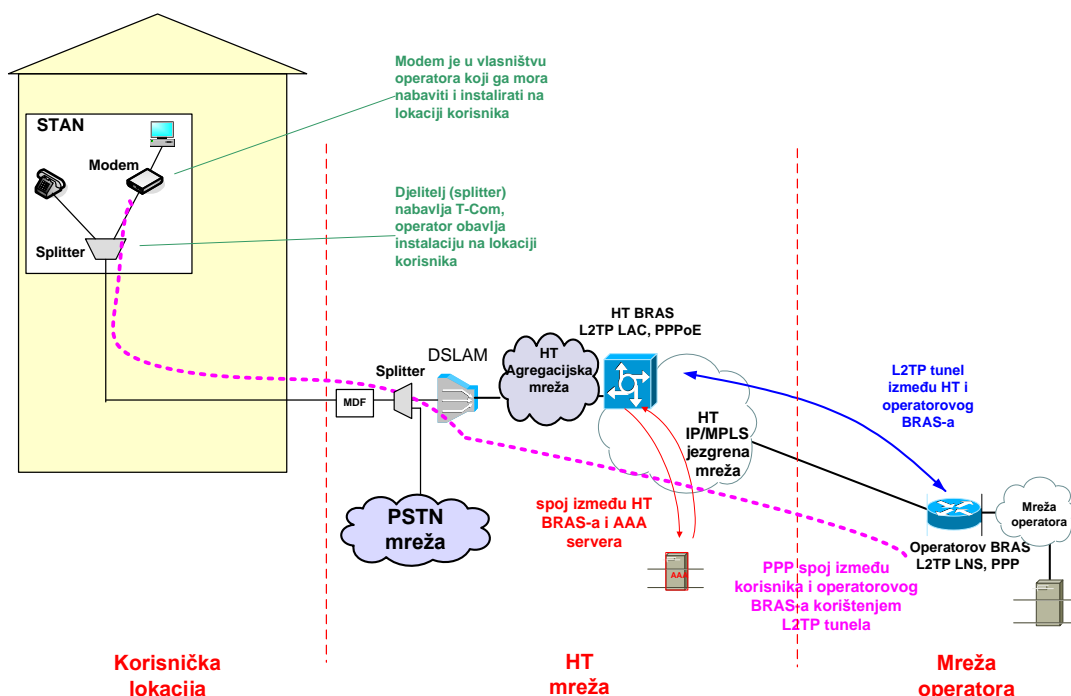 Modem je u vlasništvu
operatora koji ga mora
nabaviti i instalirati na
lokaciji korisnika
STAN
Modem
Djelitelj (splitter)
nabavlja T-Com,
operator obavlja
instalaciju na lokaciji
korisnika
Splitter
HT BRAS
L2TP LAC, PPPoE
DSLAM
Splitter
HT
Agregacijska
mreža
L2TP tunel
između HT i
operatorovog
BRAS-a
MDF
HT
IP/MPLS
jezgrena
mreža
PSTN
mreža
spoj između HT
BRAS-a i AAA
servera
AAA
Mreža
operatora
Operatorov BRAS
L2TP LNS, PPP
PPP spoj između
korisnika i operatorovog
BRAS-a korištenjem
L2TP tunela
Korisnička
lokacija
HT
mreža
Mreža
operatora